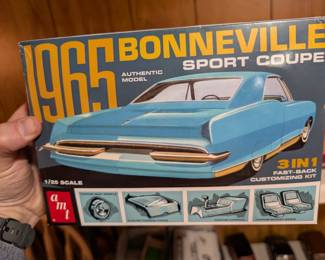 1965
BONNEVILLE
SPORT COUPE
AUTHENTIC
MODEL
3 IN 1
FAST-BACK
CUSTOMIZING KIT
1/25 SCALE
amt